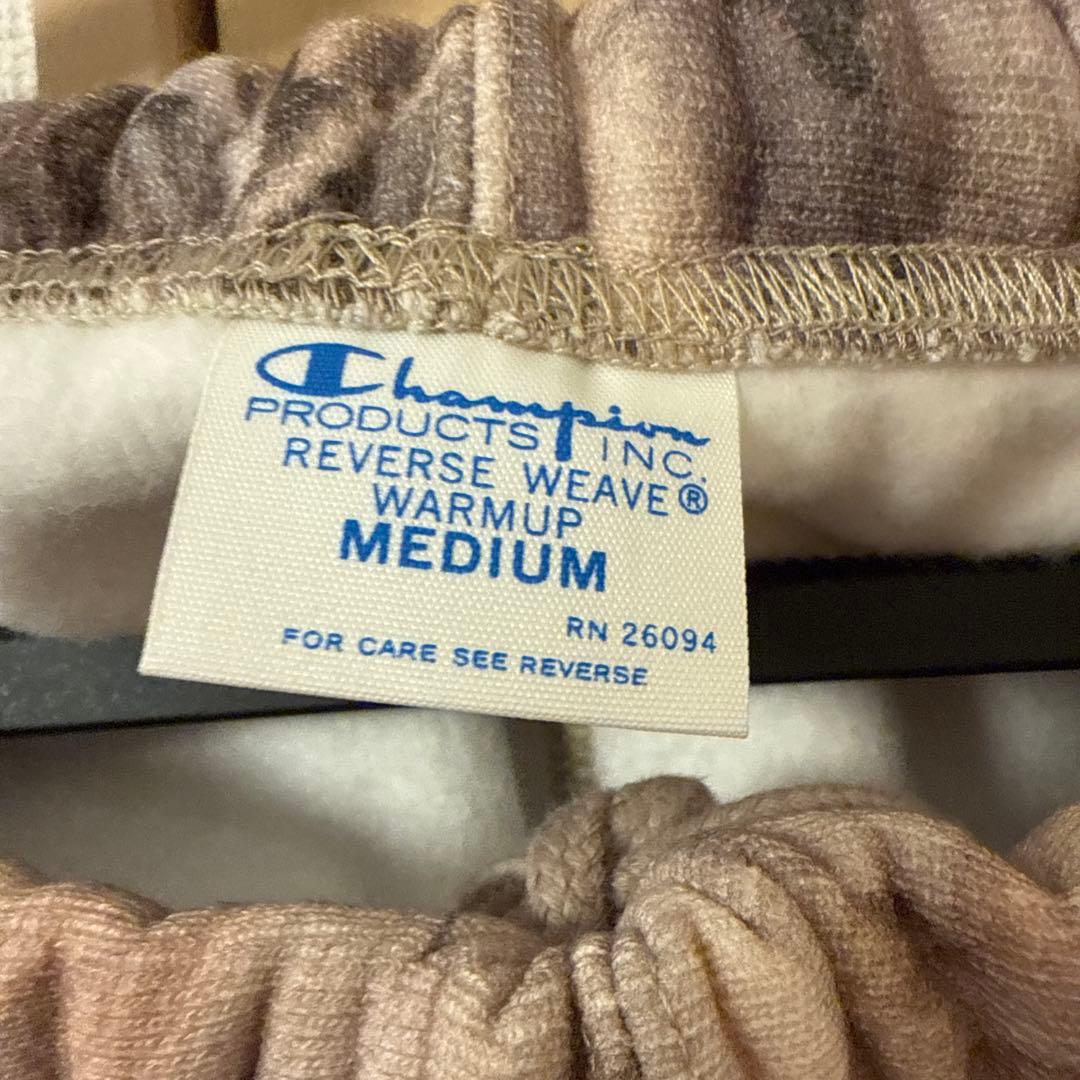 Champion
PRODUCTS INC.
REVERSE WEAVE®
WARMUP
MEDIUM
RN 26094
FOR CARE SEE REVERSE